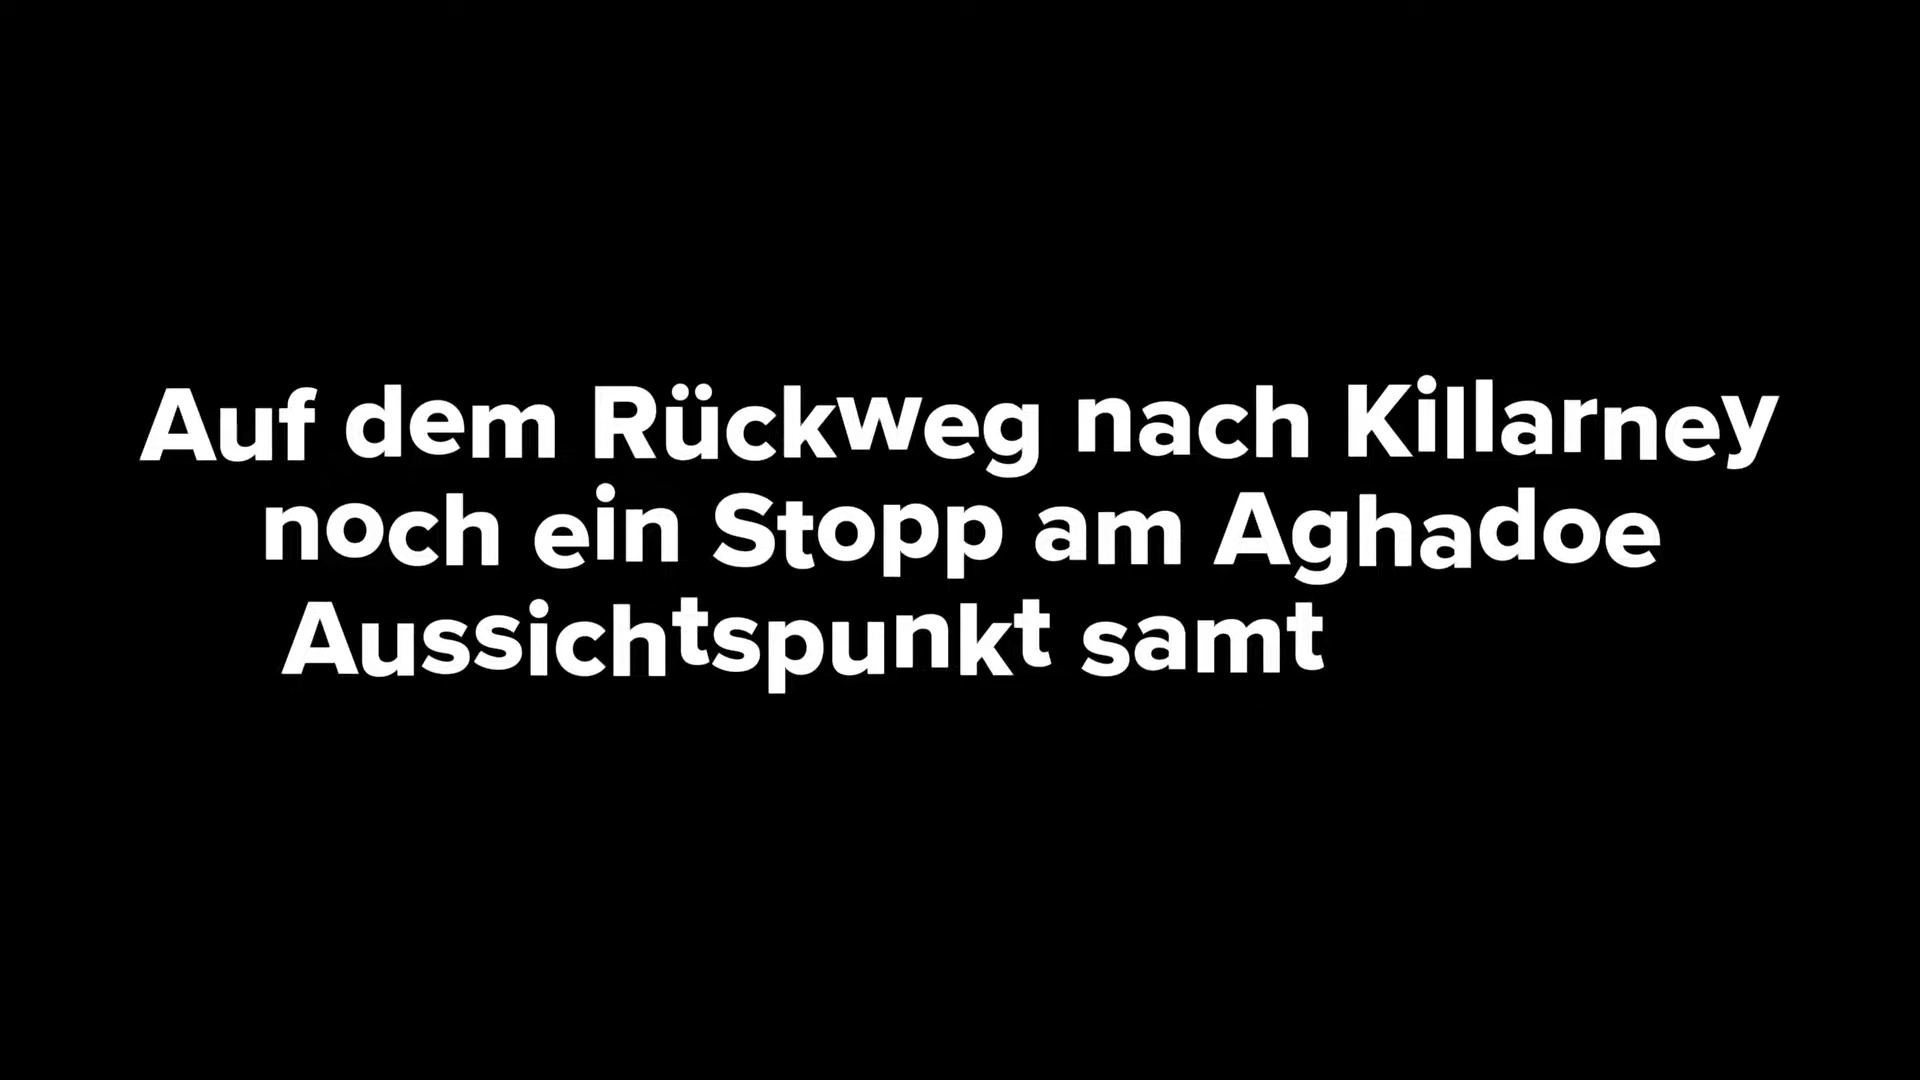 Auf dem Rückweg nach Killarney
noch ein Stopp am Aghadoe
Aussichtspunkt samt